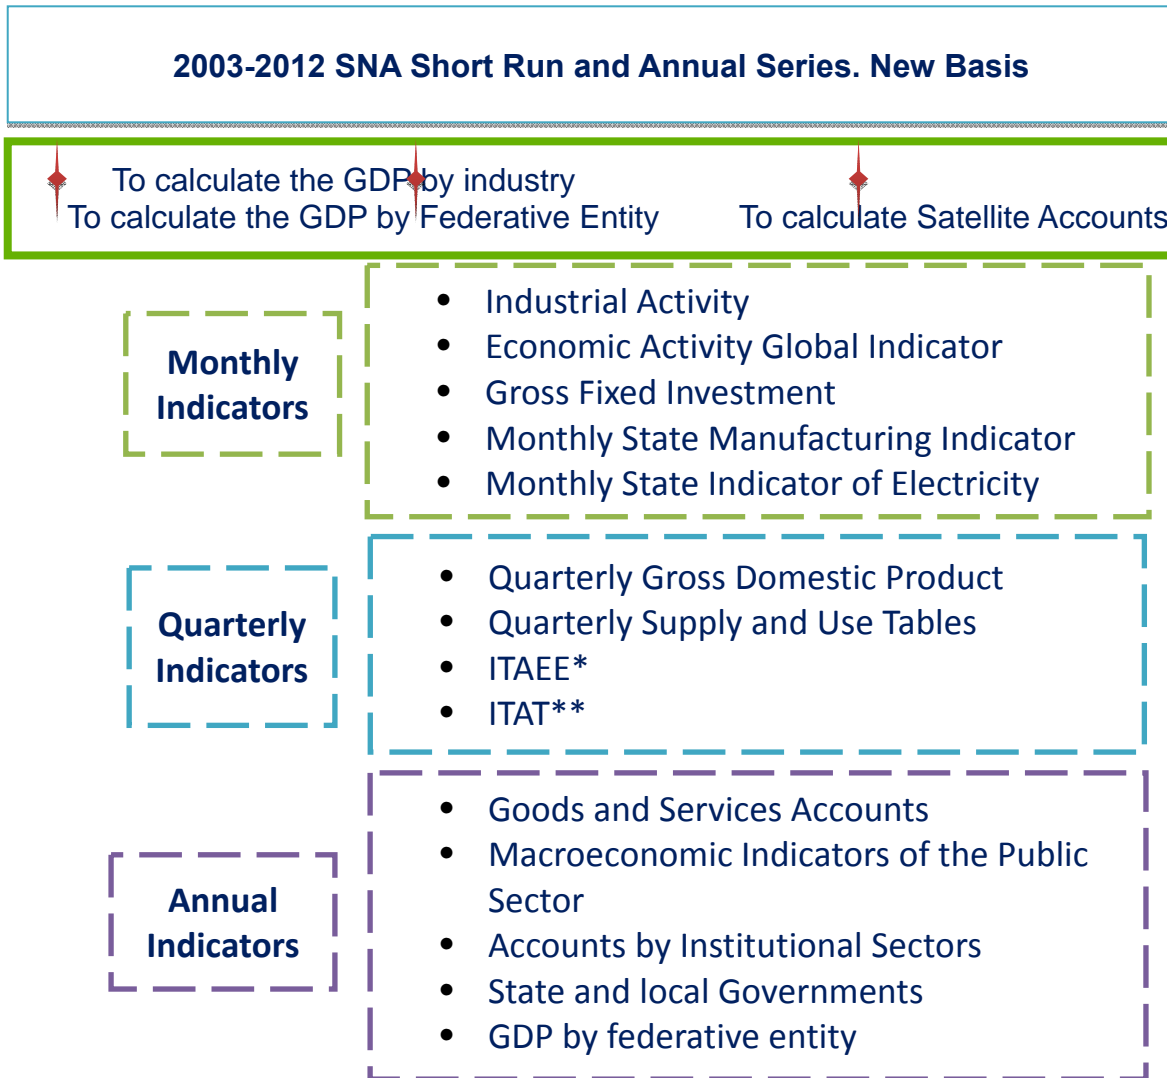 2003-2012 SNA Short Run and Annual Series. New Basis
To calculate the GDP by industry
To calculate the GDP by Federative Entity To calculate Satellite Accounts
Monthly
Indicators
• Industrial Activity
• Economic Activity Global Indicator
• Gross Fixed Investment
• Monthly State Manufacturing Indicator
• Monthly State Indicator of Electricity
Quarterly
Indicators
• Quarterly Gross Domestic Product
• Quarterly Supply and Use Tables
• ITAEE*
• ITAT**
Annual
Indicators
• Goods and Services Accounts
• Macroeconomic Indicators of the Public
Sector
• Accounts by Institutional Sectors
• State and local Governments
• GDP by federative entity